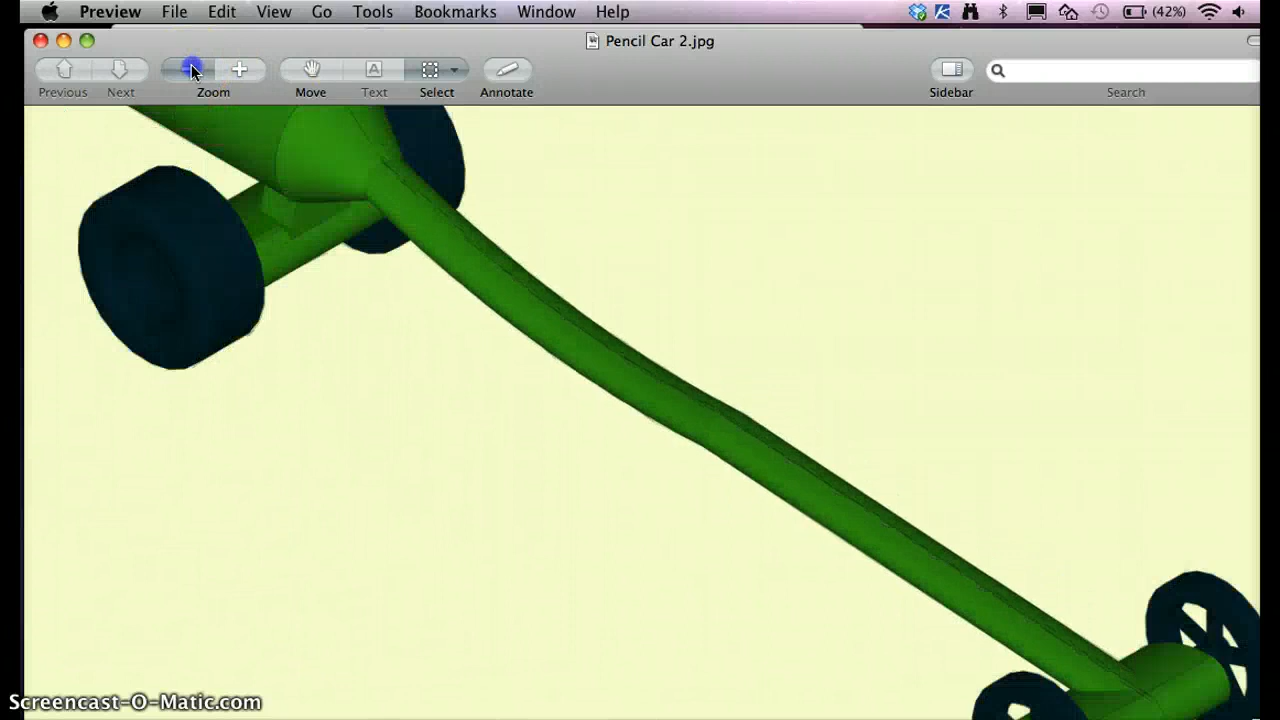 Preview File Edit View Go Tools Bookmarks Window Help (42%)
Pencil Car 2.jpg
Previous Next Zoom Move Text Select Annotate Sidebar Search
Screencast-O-Matic.com